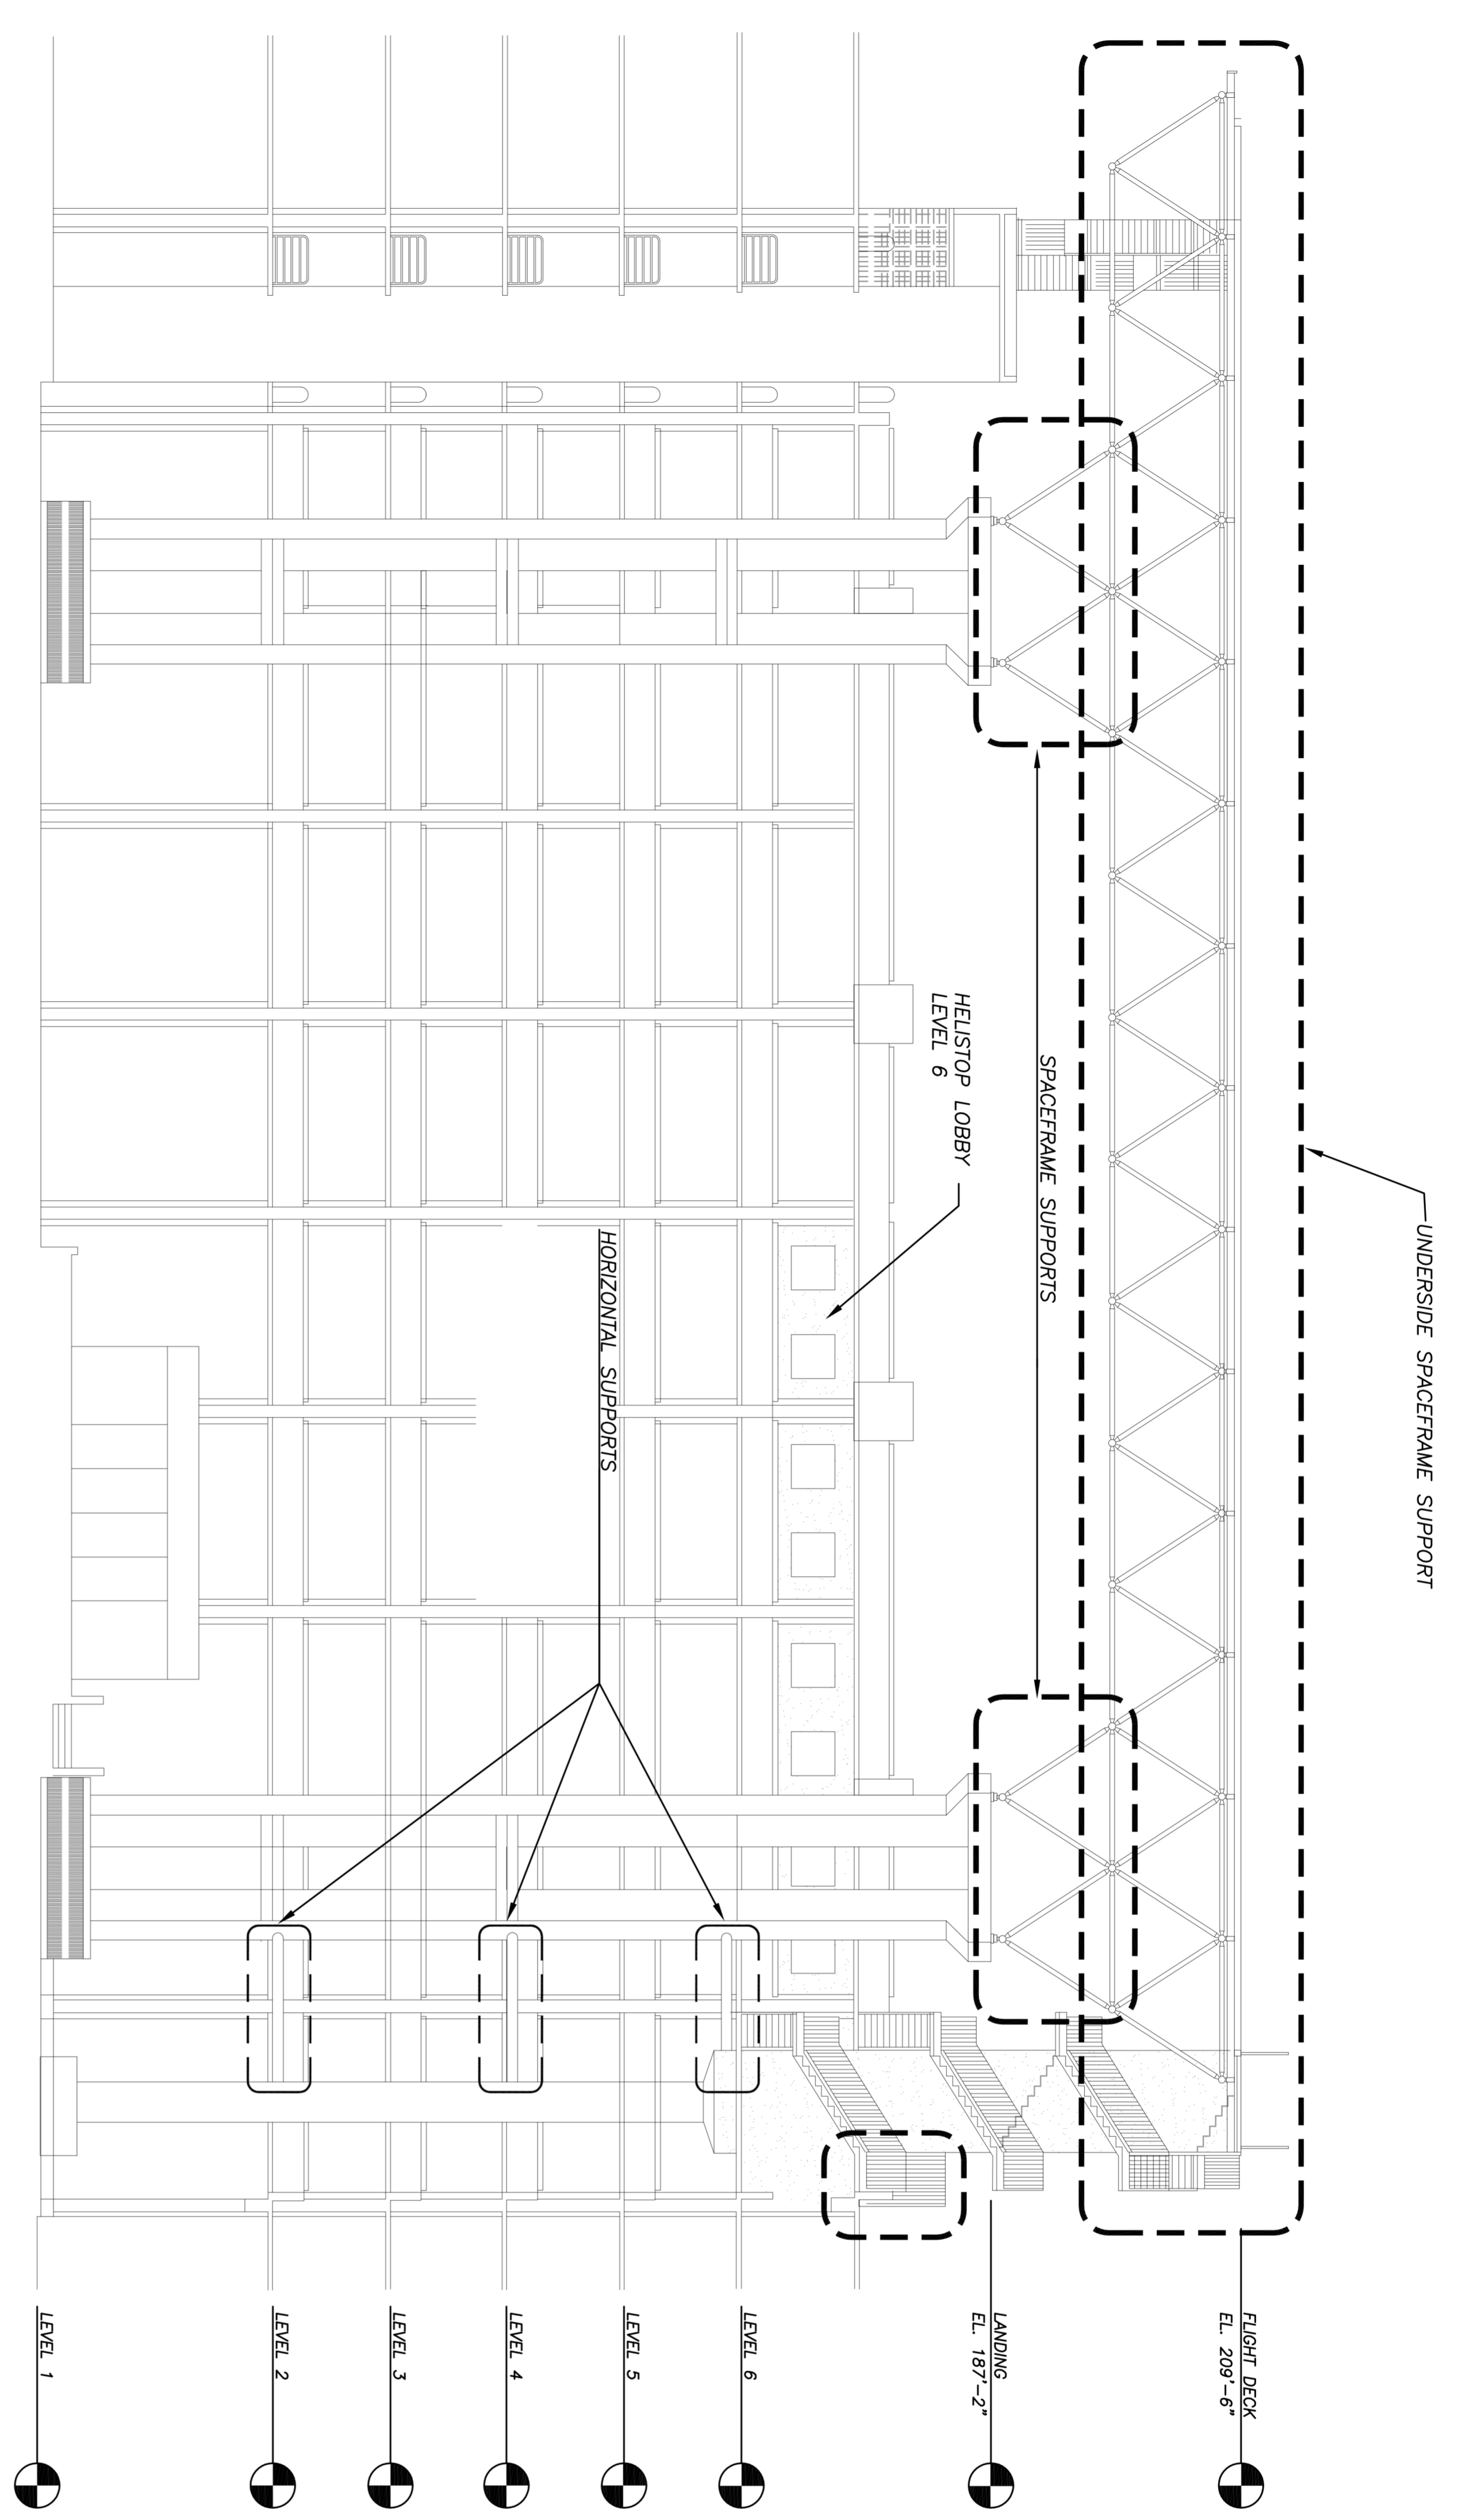 UNDERSIDE SPACEFRAME SUPPORT
FLIGHT DECK
EL. 209'-6"
SPACEFRAME SUPPORTS
LANDING
EL. 187'-2"
HELISTOP LOBBY
LEVEL 6
LEVEL 6
HORIZONTAL SUPPORTS
LEVEL 5
LEVEL 4
LEVEL 3
LEVEL 2
LEVEL 1